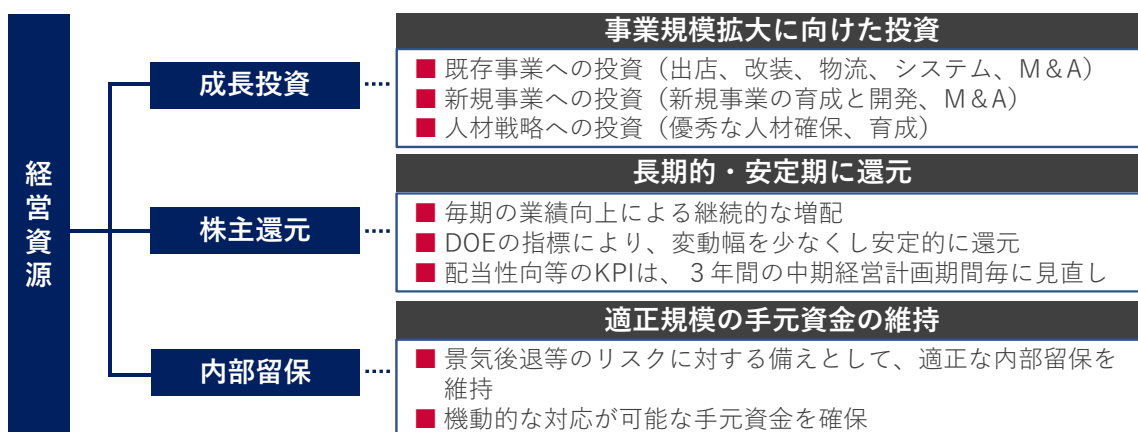 経営資源
成長投資
事業規模拡大に向けた投資
■ 既存事業への投資（出店、改装、物流、システム、M＆A）
■ 新規事業への投資（新規事業の育成と開発、M＆A）
■ 人材戦略への投資（優秀な人材確保、育成）
株主還元
長期的・安定期に還元
■ 毎期の業績向上による継続的な増配
■ DOEの指標により、変動幅を少なくし安定的に還元
■ 配当性向等のKPIは、３年間の中期経営計画期間毎に見直し
内部留保
適正規模の手元資金の維持
■ 景気後退等のリスクに対する備えとして、適正な内部留保を
維持
■ 機動的な対応が可能な手元資金を確保